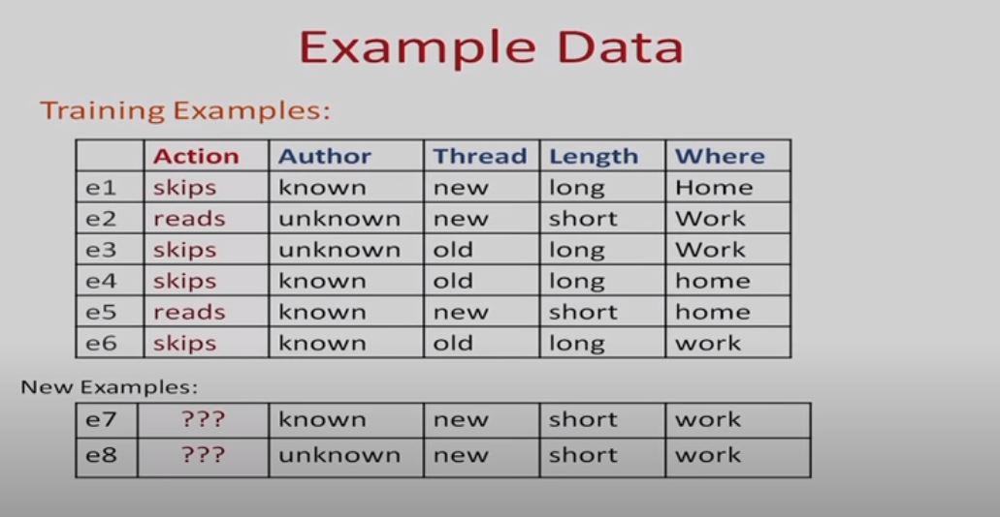 Example Data
Training Examples:
Action Author Thread Length Where
e1 skips known new long Home
e2 reads unknown new short Work
e3 skips unknown old long Work
e4 skips known old long home
e5 reads known new short home
e6 skips known old long work
New Examples:
e7 ??? known new short work
e8 ??? unknown new short work